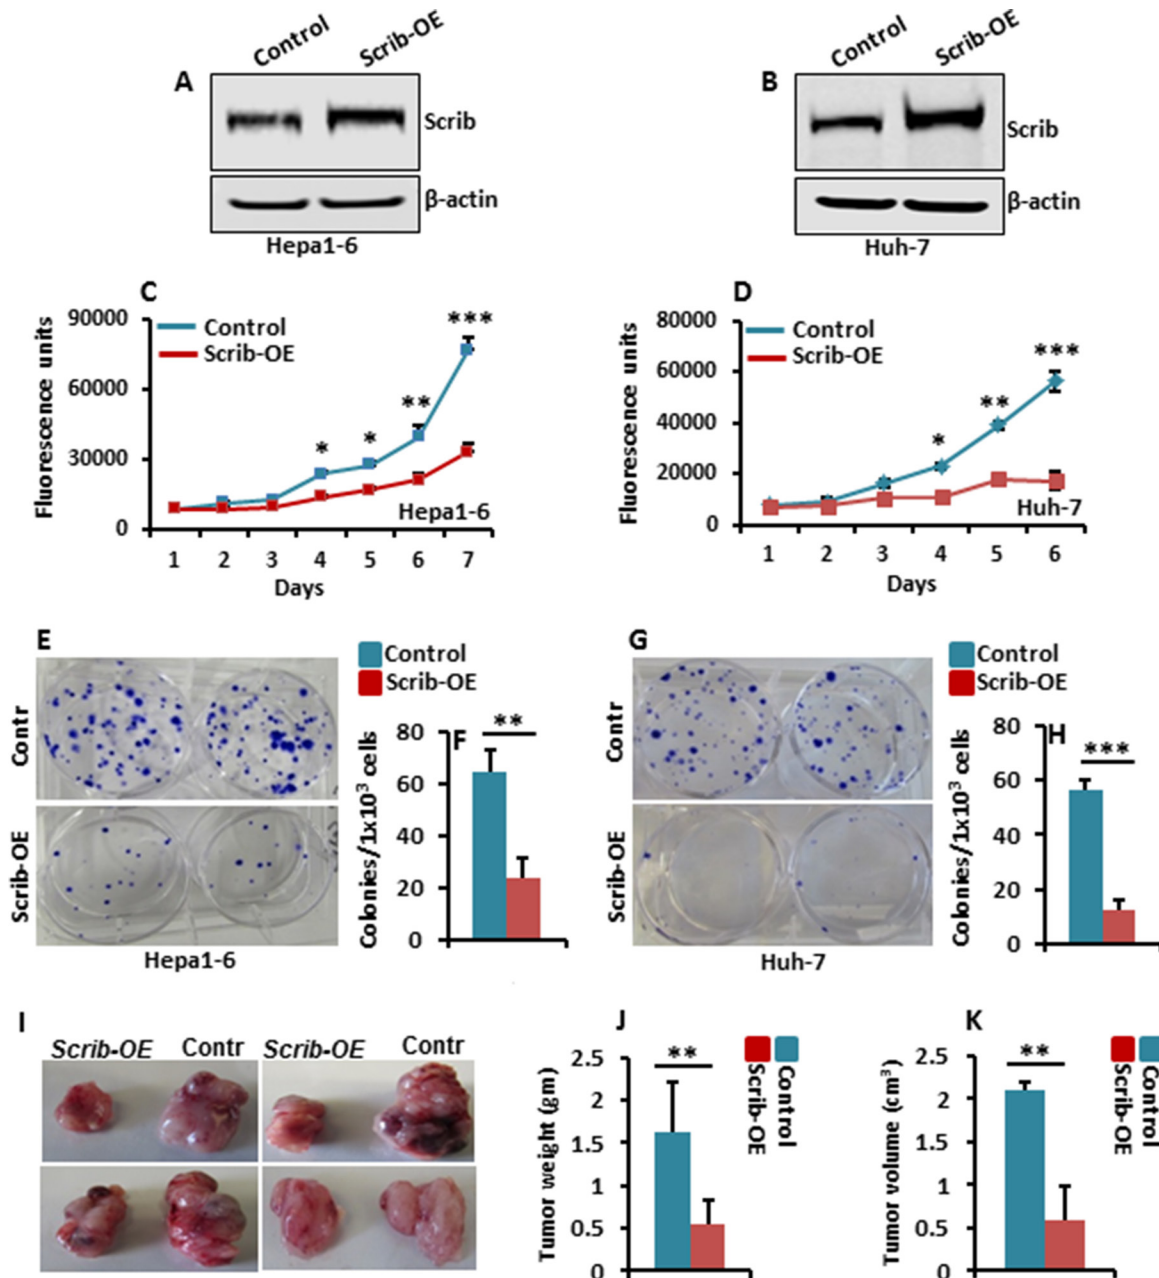 Control Scrib-OE
A
Scrib
β-actin
Hepa1-6
Control Scrib-OE
B
Scrib
β-actin
Huh-7
C
90000
60000
30000
0
Fluorescence units
Control
Scrib-OE
* * ** ***
Hepa1-6
1 2 3 4 5 6 7
Days
D
80000
60000
40000
20000
0
Fluorescence units
Control
Scrib-OE
* ** ***
Huh-7
1 2 3 4 5 6
Days
E
Contr
Scrib-OE
Hepa1-6
Control
Scrib-OE
F
**
80
60
40
20
0
Colonies/1x10³ cells
G
Contr
Scrib-OE
Huh-7
Control
Scrib-OE
H
***
80
60
40
20
0
Colonies/1x10³ cells
I
Scrib-OE Contr Scrib-OE Contr
J
**
2.5
2
1.5
1
0.5
0
Tumor weight (gm)
Scrib-OE
Control
K
**
2.5
2
1.5
1
0.5
0
Tumor volume (cm³)
Scrib-OE
Control